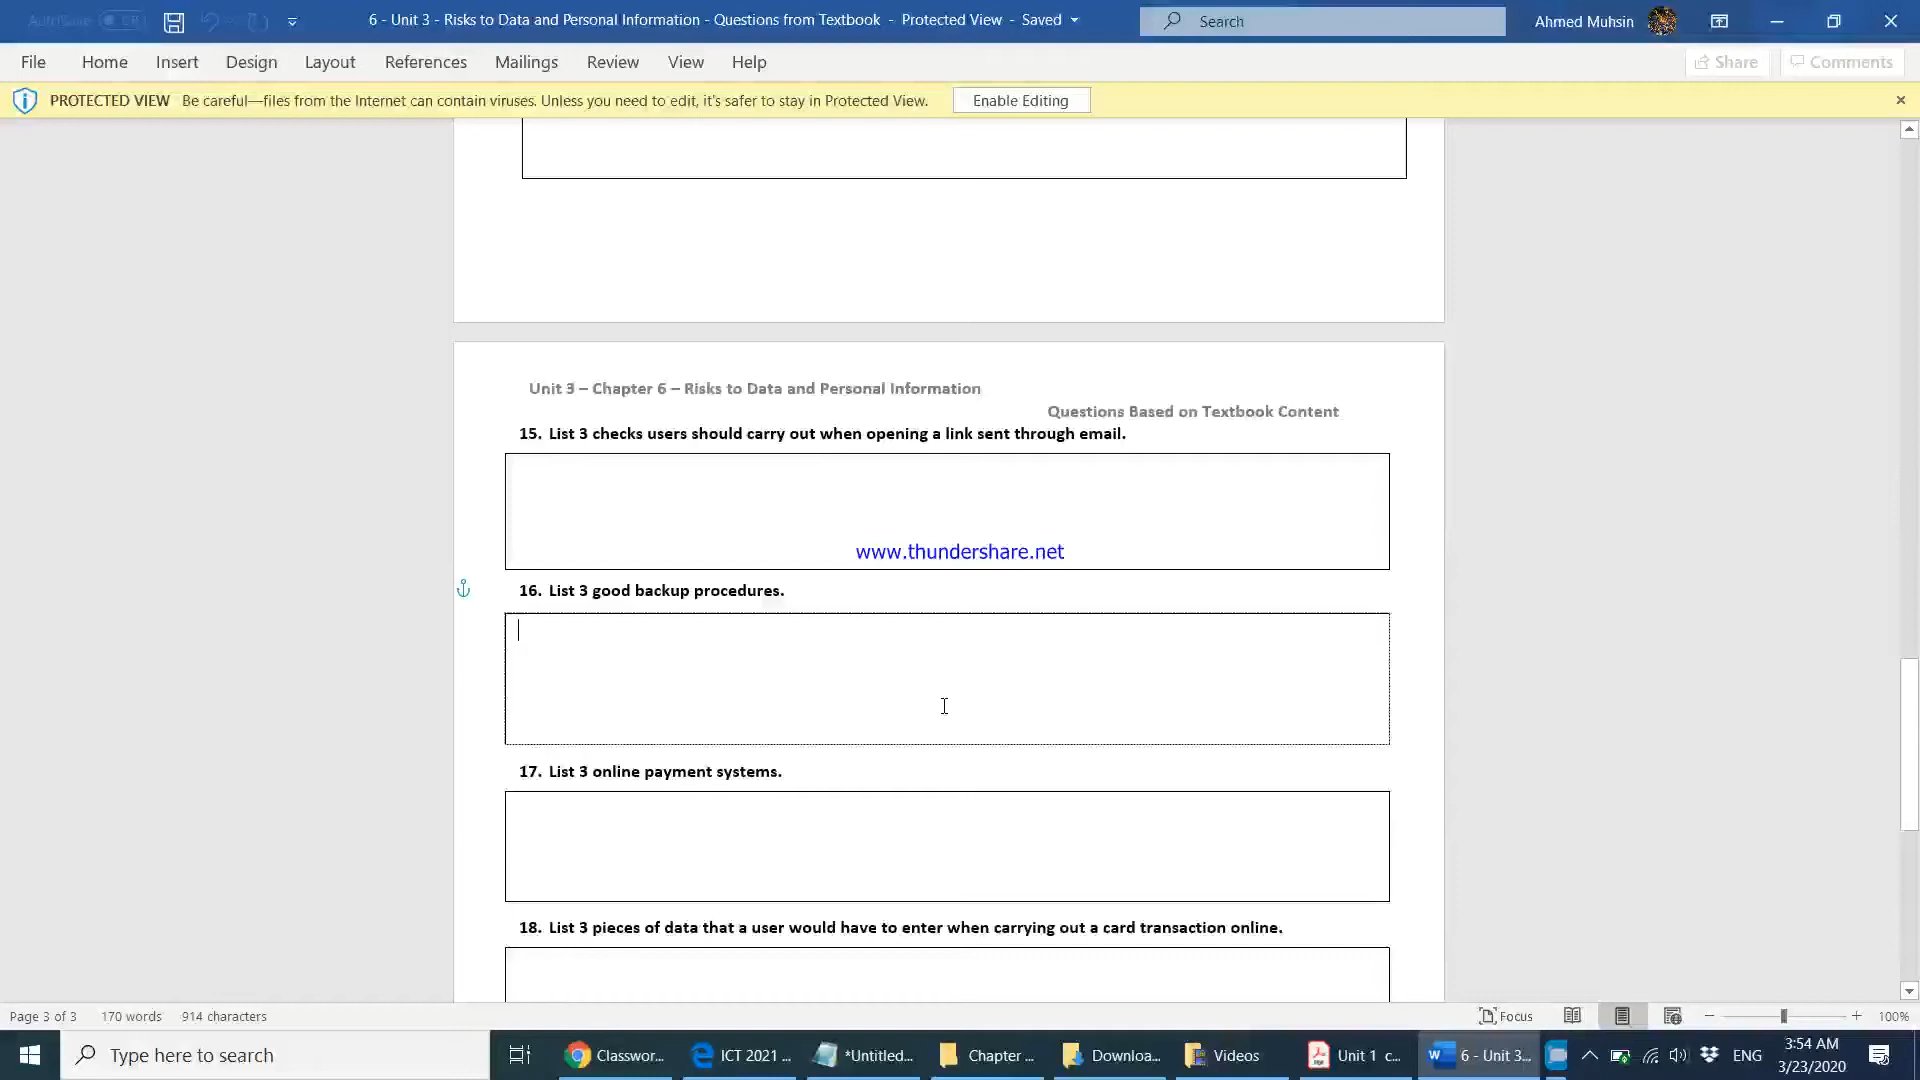 AutoSave Off
6 - Unit 3 - Risks to Data and Personal Information - Questions from Textbook - Protected View - Saved
Search
Ahmed Muhsin
File Home Insert Design Layout References Mailings Review View Help
Share Comments
PROTECTED VIEW Be careful—files from the Internet can contain viruses. Unless you need to edit, it's safer to stay in Protected View. Enable Editing
Unit 3 – Chapter 6 – Risks to Data and Personal Information
Questions Based on Textbook Content
15. List 3 checks users should carry out when opening a link sent through email.
www.thundershare.net
16. List 3 good backup procedures.
17. List 3 online payment systems.
18. List 3 pieces of data that a user would have to enter when carrying out a card transaction online.
Page 3 of 3 170 words 914 characters Focus 100%
Type here to search Classwor... ICT 2021 ... *Untitled... Chapter ... Downloa... Videos Unit 1 c... 6 - Unit 3... ENG 3:54 AM
3/23/2020